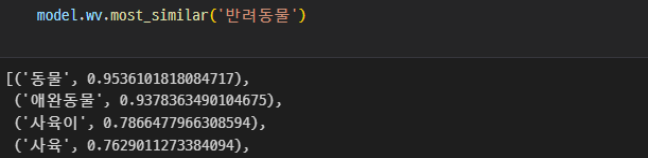 model.wv.most_similar('반려동물')
[('동물', 0.9536101818084717),
('애완동물', 0.9378363490104675),
('사육이', 0.7866477966308594),
('사육', 0.7629011273384094),